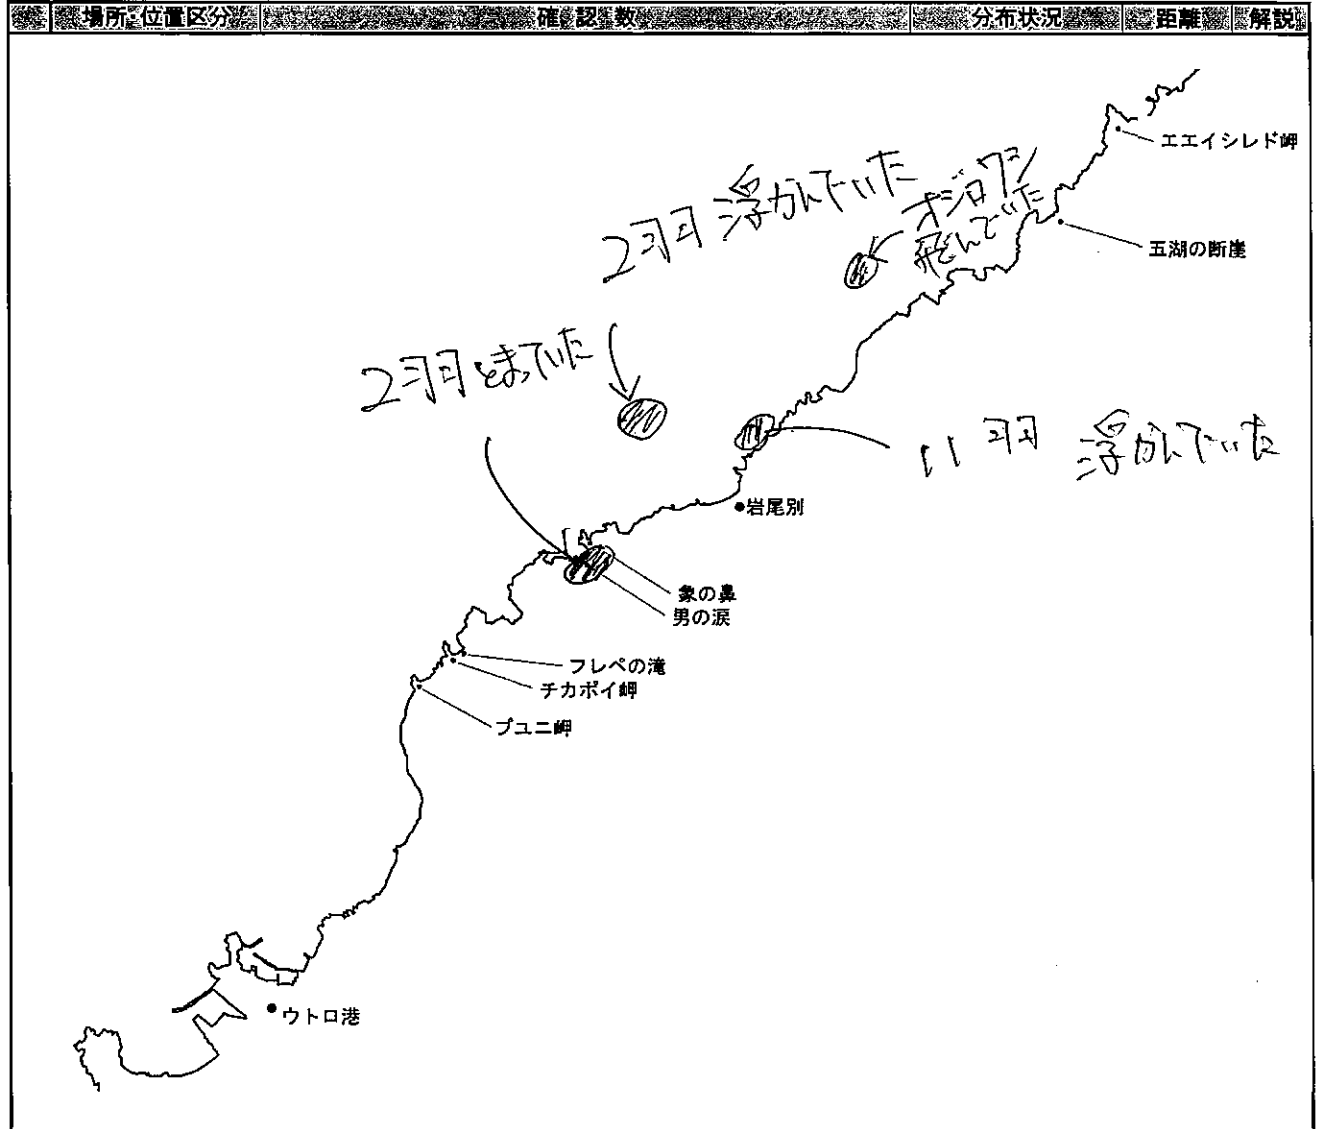 場所・位置区分 確認数 分布状況 距離 解説
エエイシレド岬
2羽 浮かんでいた
オジロワシ
飛んでいた
五湖の断崖
2羽 とまっていた
11羽 浮かんでいた
岩尾別
象の鼻
男の涙
フレペの滝
チカポイ岬
プユニ岬
ウトロ港